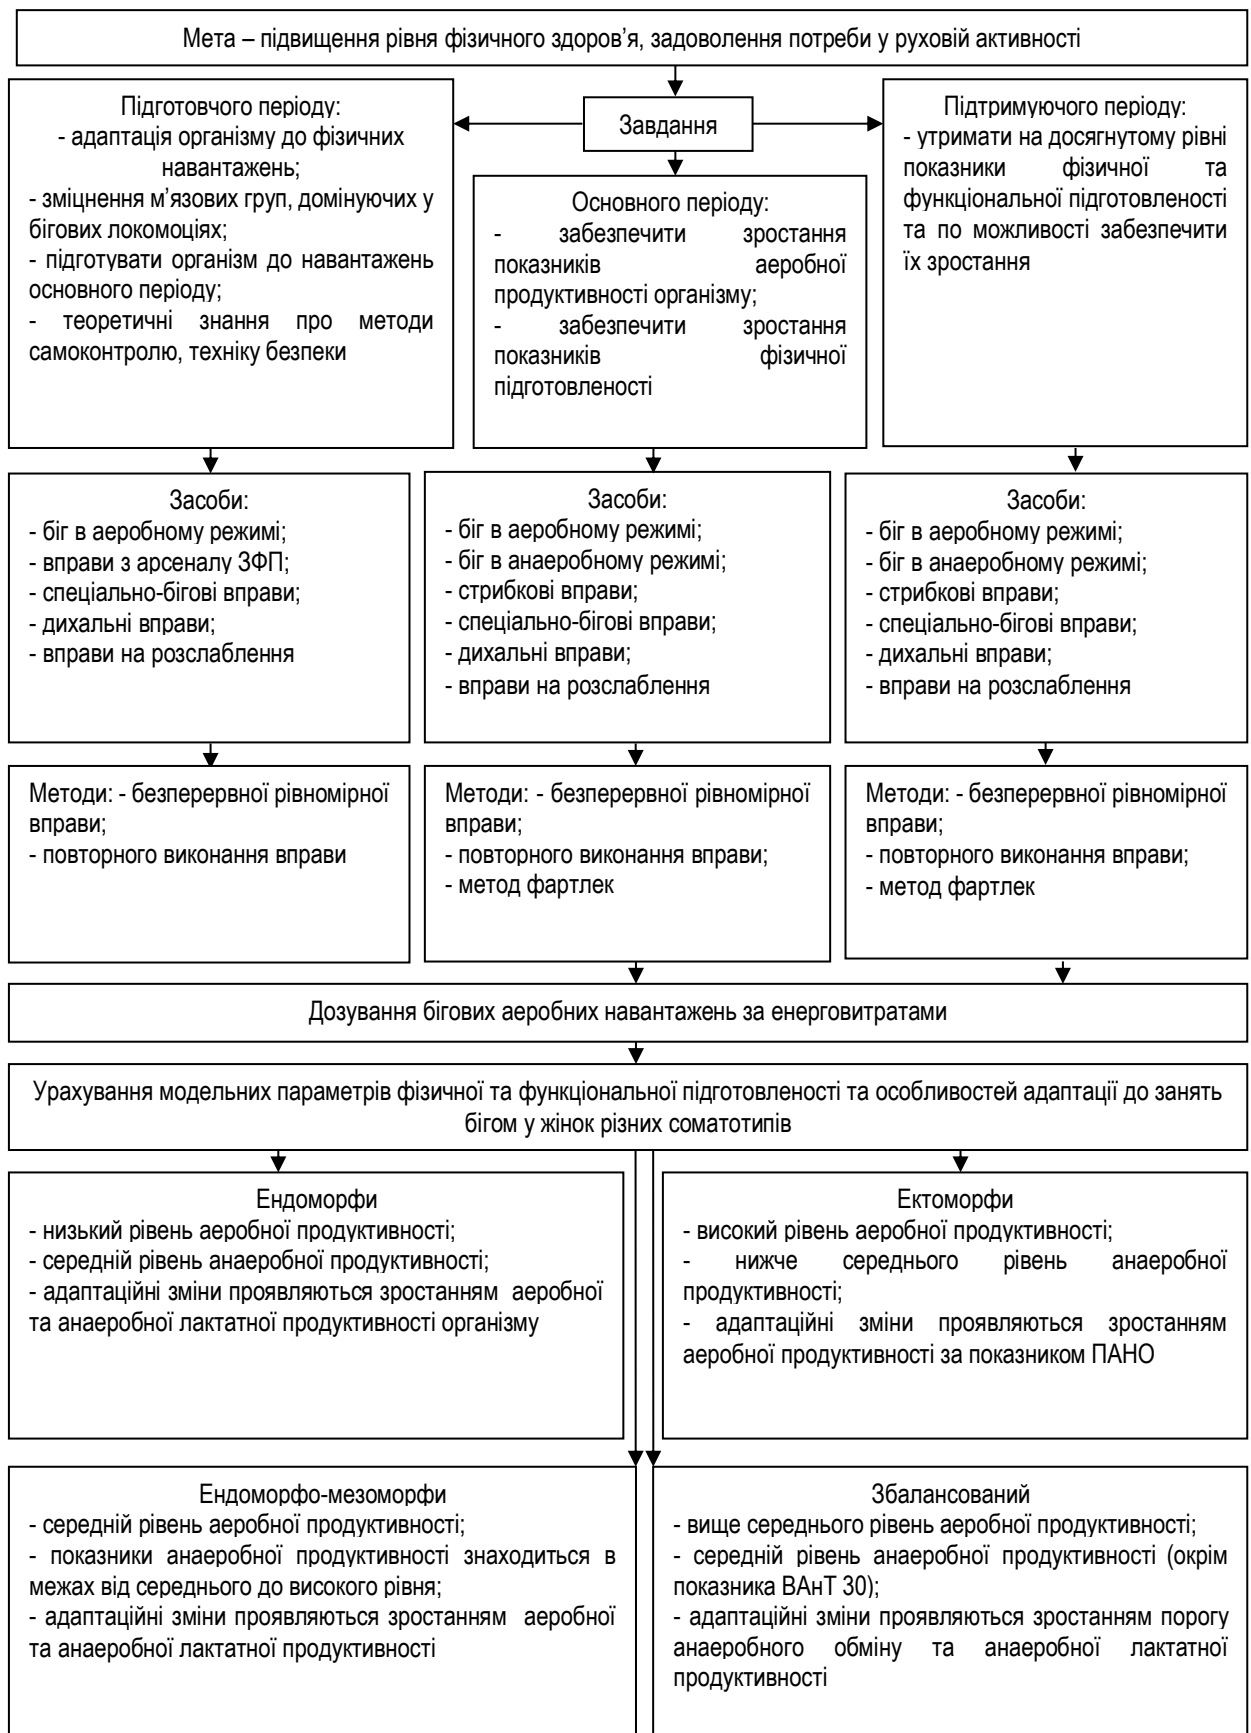 Мета – підвищення рівня фізичного здоров’я, задоволення потреби у руховій активності
Завдання
Підготовчого періоду:
- адаптація організму до фізичних
навантажень;
- зміцнення м’язових груп, домінуючих у
бігових локомоціях;
- підготувати організм до навантажень
основного періоду;
- теоретичні знання про методи
самоконтролю, техніку безпеки
Основного періоду:
- забезпечити зростання
показників аеробної
продуктивності організму;
- забезпечити зростання
показників фізичної
підготовленості
Підтримуючого періоду:
- утримати на досягнутому рівні
показники фізичної та
функціональної підготовленості
та по можливості забезпечити
їх зростання
Засоби:
- біг в аеробному режимі;
- вправи з арсеналу ЗФП;
- спеціально-бігові вправи;
- дихальні вправи;
- вправи на розслаблення
Засоби:
- біг в аеробному режимі;
- біг в анаеробному режимі;
- стрибкові вправи;
- спеціально-бігові вправи;
- дихальні вправи;
- вправи на розслаблення
Засоби:
- біг в аеробному режимі;
- біг в анаеробному режимі;
- стрибкові вправи;
- спеціально-бігові вправи;
- дихальні вправи;
- вправи на розслаблення
Методи: - безперервної рівномірної
вправи;
- повторного виконання вправи
Методи: - безперервної рівномірної
вправи;
- повторного виконання вправи;
- метод фартлек
Методи: - безперервної рівномірної
вправи;
- повторного виконання вправи;
- метод фартлек
Дозування бігових аеробних навантажень за енерговитратами
Урахування модельних параметрів фізичної та функціональної підготовленості та особливостей адаптації до занять
бігом у жінок різних соматотипів
Ендоморфи
- низький рівень аеробної продуктивності;
- середній рівень анаеробної продуктивності;
- адаптаційні зміни проявляються зростанням аеробної
та анаеробної лактатної продуктивності організму
Ектоморфи
- високий рівень аеробної продуктивності;
- нижче середнього рівень анаеробної
продуктивності;
- адаптаційні зміни проявляються зростанням
аеробної продуктивності за показником ПАНО
Ендоморфо-мезоморфи
- середній рівень аеробної продуктивності;
- показники анаеробної продуктивності знаходиться в
межах від середнього до високого рівня;
- адаптаційні зміни проявляються зростанням аеробної
та анаеробної лактатної продуктивності
Збалансований
- вище середнього рівень аеробної продуктивності;
- середній рівень анаеробної продуктивності (окрім
показника ВАнТ 30);
- адаптаційні зміни проявляються зростанням порогу
анаеробного обміну та анаеробної лактатної
продуктивності